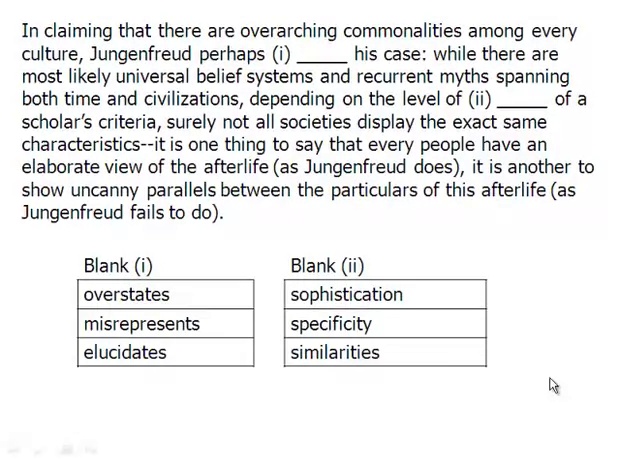 In claiming that there are overarching commonalities among every
culture, Jungenfreud perhaps (i) _____ his case: while there are
most likely universal belief systems and recurrent myths spanning
both time and civilizations, depending on the level of (ii) _____ of a
scholar's criteria, surely not all societies display the exact same
characteristics--it is one thing to say that every people have an
elaborate view of the afterlife (as Jungenfreud does), it is another to
show uncanny parallels between the particulars of this afterlife (as
Jungenfreud fails to do).
Blank (i) Blank (ii)
overstates sophistication
misrepresents specificity
elucidates similarities